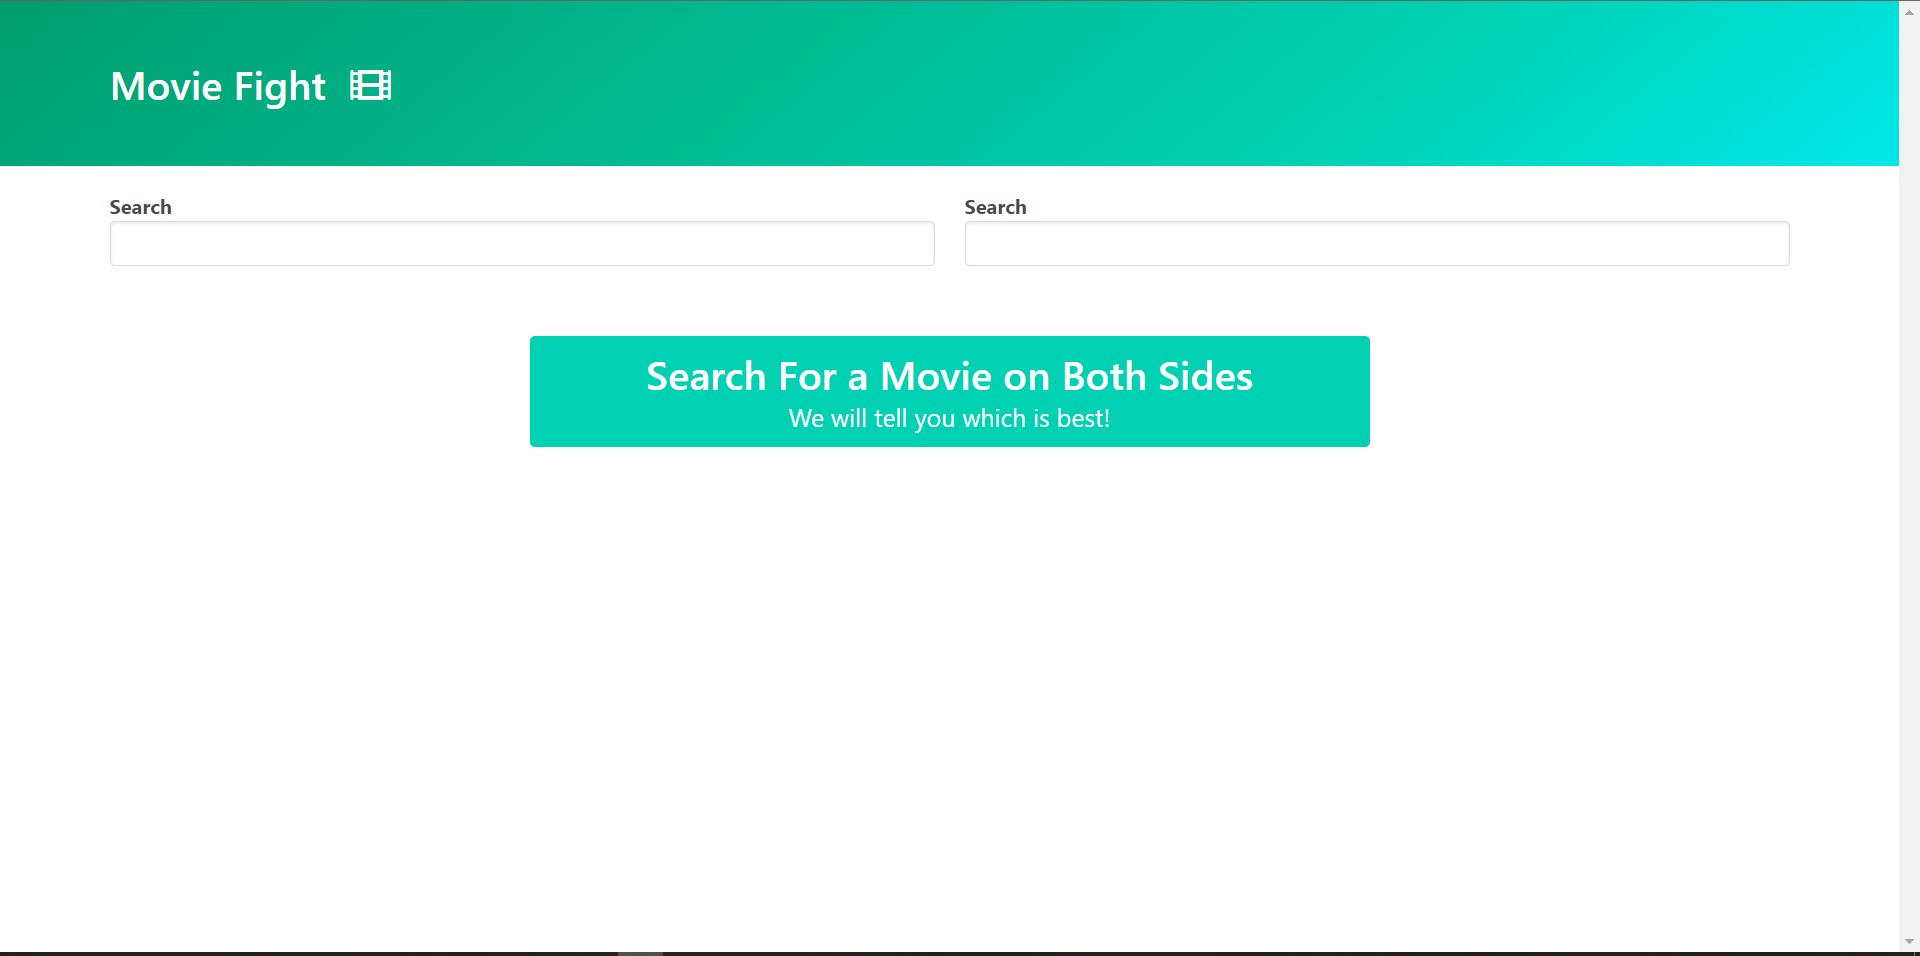 Movie Fight
Search
Search
Search For a Movie on Both Sides
We will tell you which is best!